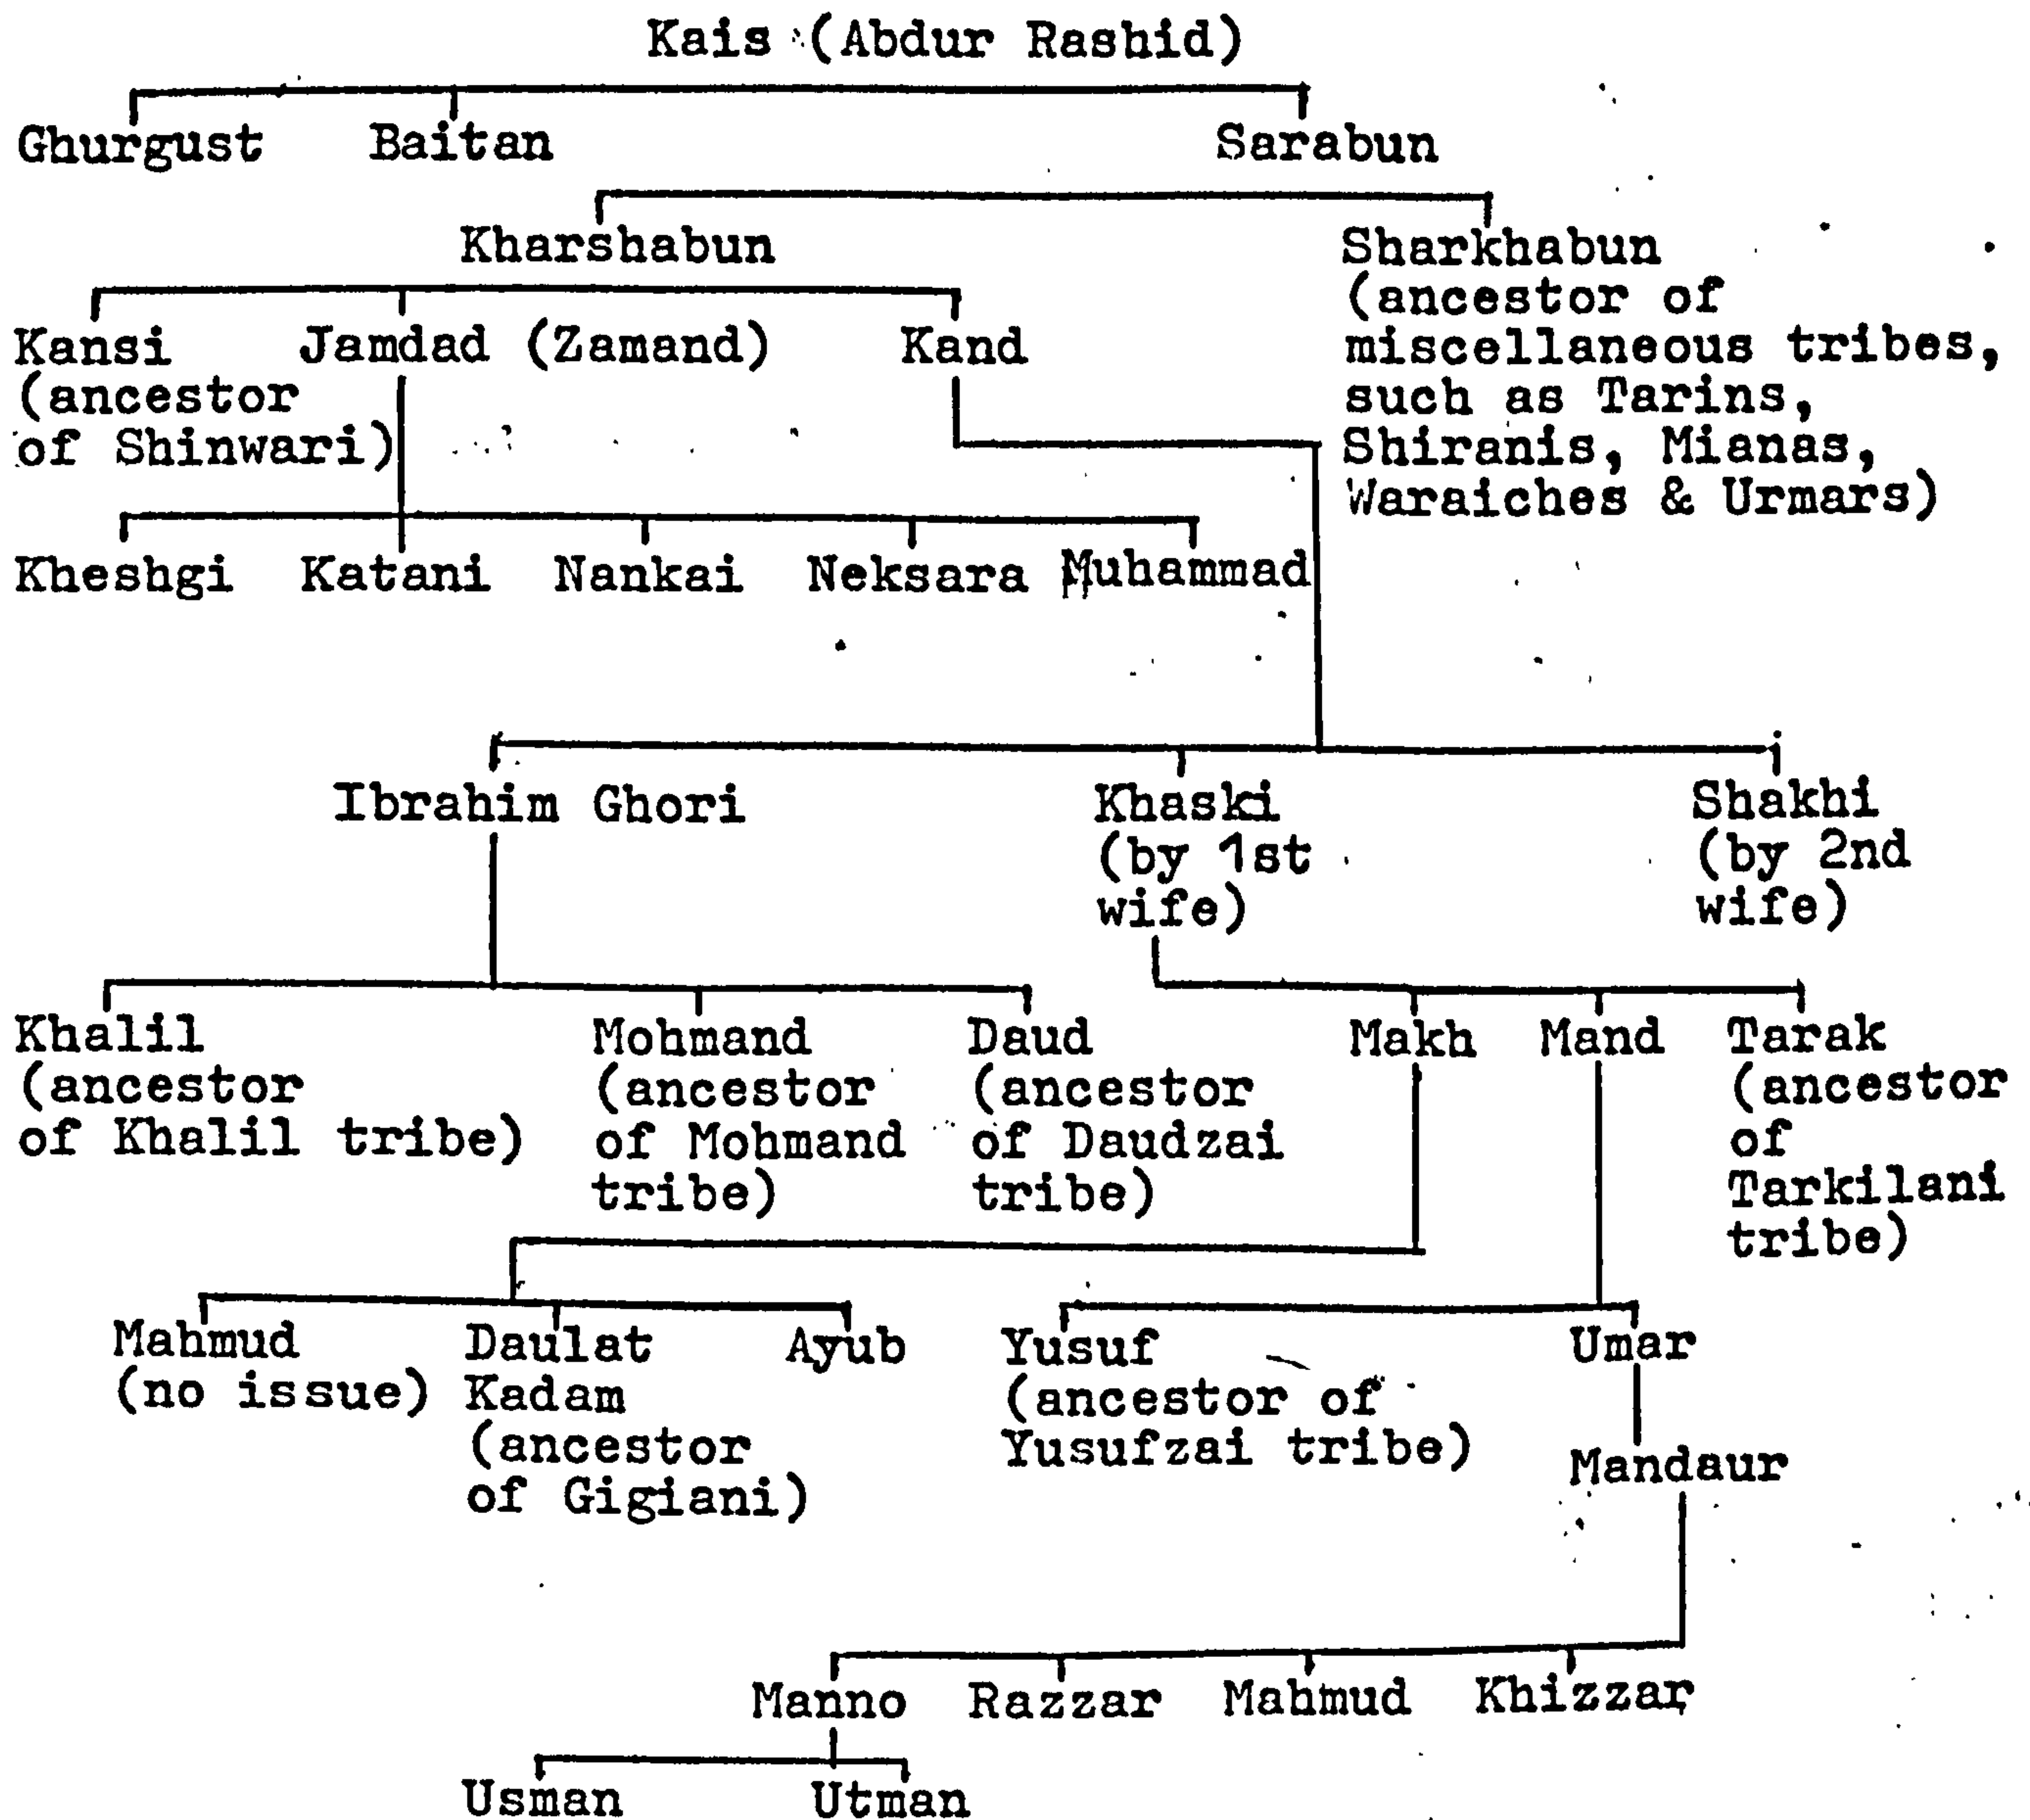 Kais (Abdur Rashid)
Ghurgust Baitan Sarabun
Kharshabun
Sharkhabun
(ancestor of
miscellaneous tribes,
such as Tarins,
Shiranis, Mianas,
Waraiches & Urmars)
Kansi
(ancestor
of Shinwari)
Jamdad (Zamand)
Kand
Kheshgi Katani Nankai Neksara Muhammad
Ibrahim Ghori
Khaski
(by 1st
wife)
Shakhi
(by 2nd
wife)
Khalil
(ancestor
of Khalil tribe)
Mohmand
(ancestor
of Mohmand
tribe)
Daud
(ancestor
of Daudzai
tribe)
Makh
Mand
Tarak
(ancestor
of
Tarkilani
tribe)
Mahmud
(no issue)
Daulat
Kadam
(ancestor
of Gigiani)
Ayub
Yusuf
(ancestor of
Yusufzai tribe)
Umar
Mandaur
Manno Razzar Mahmud Khizzar
Usman Utman